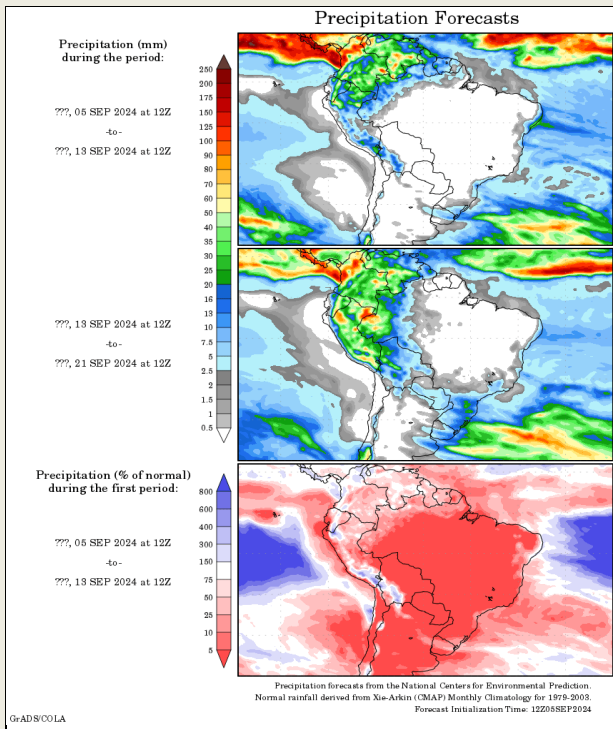 Precipitation Forecasts
Precipitation (mm)
during the period:
???, 05 SEP 2024 at 12Z
-to-
???, 13 SEP 2024 at 12Z
250
200
175
150
125
100
90
80
70
60
50
40
35
30
25
20
16
13
10
7.5
5
2.5
2
1.5
1
0.5
???, 13 SEP 2024 at 12Z
-to-
???, 21 SEP 2024 at 12Z
Precipitation (% of normal)
during the first period:
???, 05 SEP 2024 at 12Z
-to-
???, 13 SEP 2024 at 12Z
800
600
400
300
150
75
50
25
10
5
Precipitation forecasts from the National Centers for Environmental Prediction.
Normal rainfall derived from Xie-Arkin (CMAP) Monthly Climatology for 1979-2003.
Forecast Initialization Time: 12Z05SEP2024
GrADS/COLA